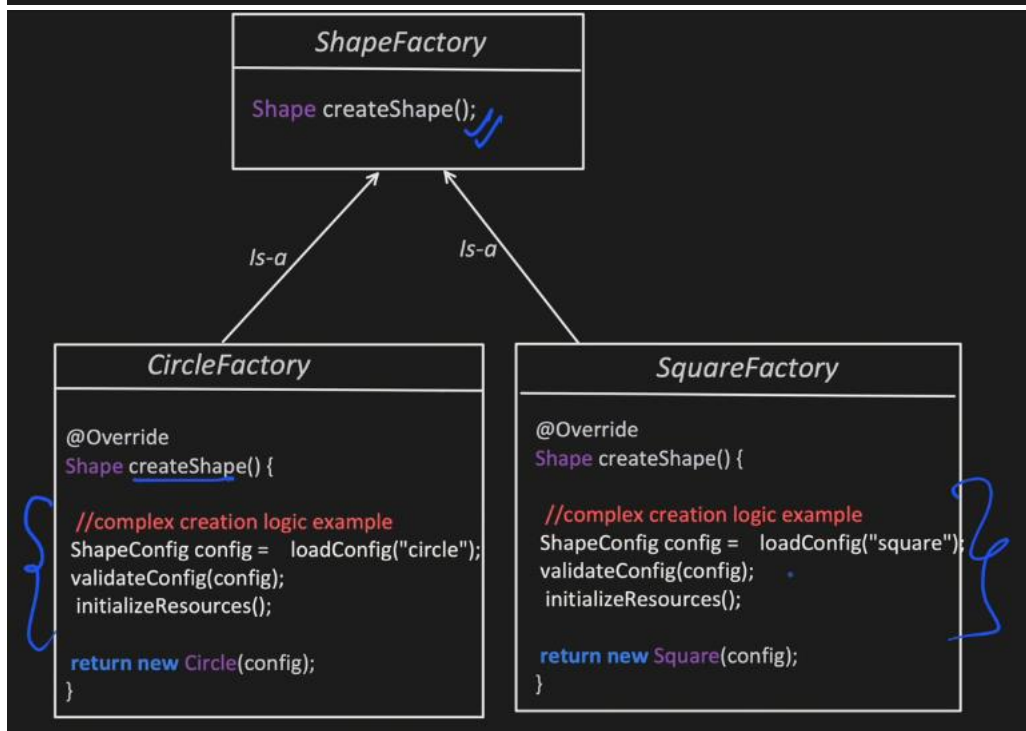 ShapeFactory
Shape createShape();
Is-a
Is-a
CircleFactory
@Override
Shape createShape() {
//complex creation logic example
ShapeConfig config = loadConfig("circle");
validateConfig(config);
initializeResources();
return new Circle(config);
}
SquareFactory
@Override
Shape createShape() {
//complex creation logic example
ShapeConfig config = loadConfig("square");
validateConfig(config);
initializeResources();
return new Square(config);
}